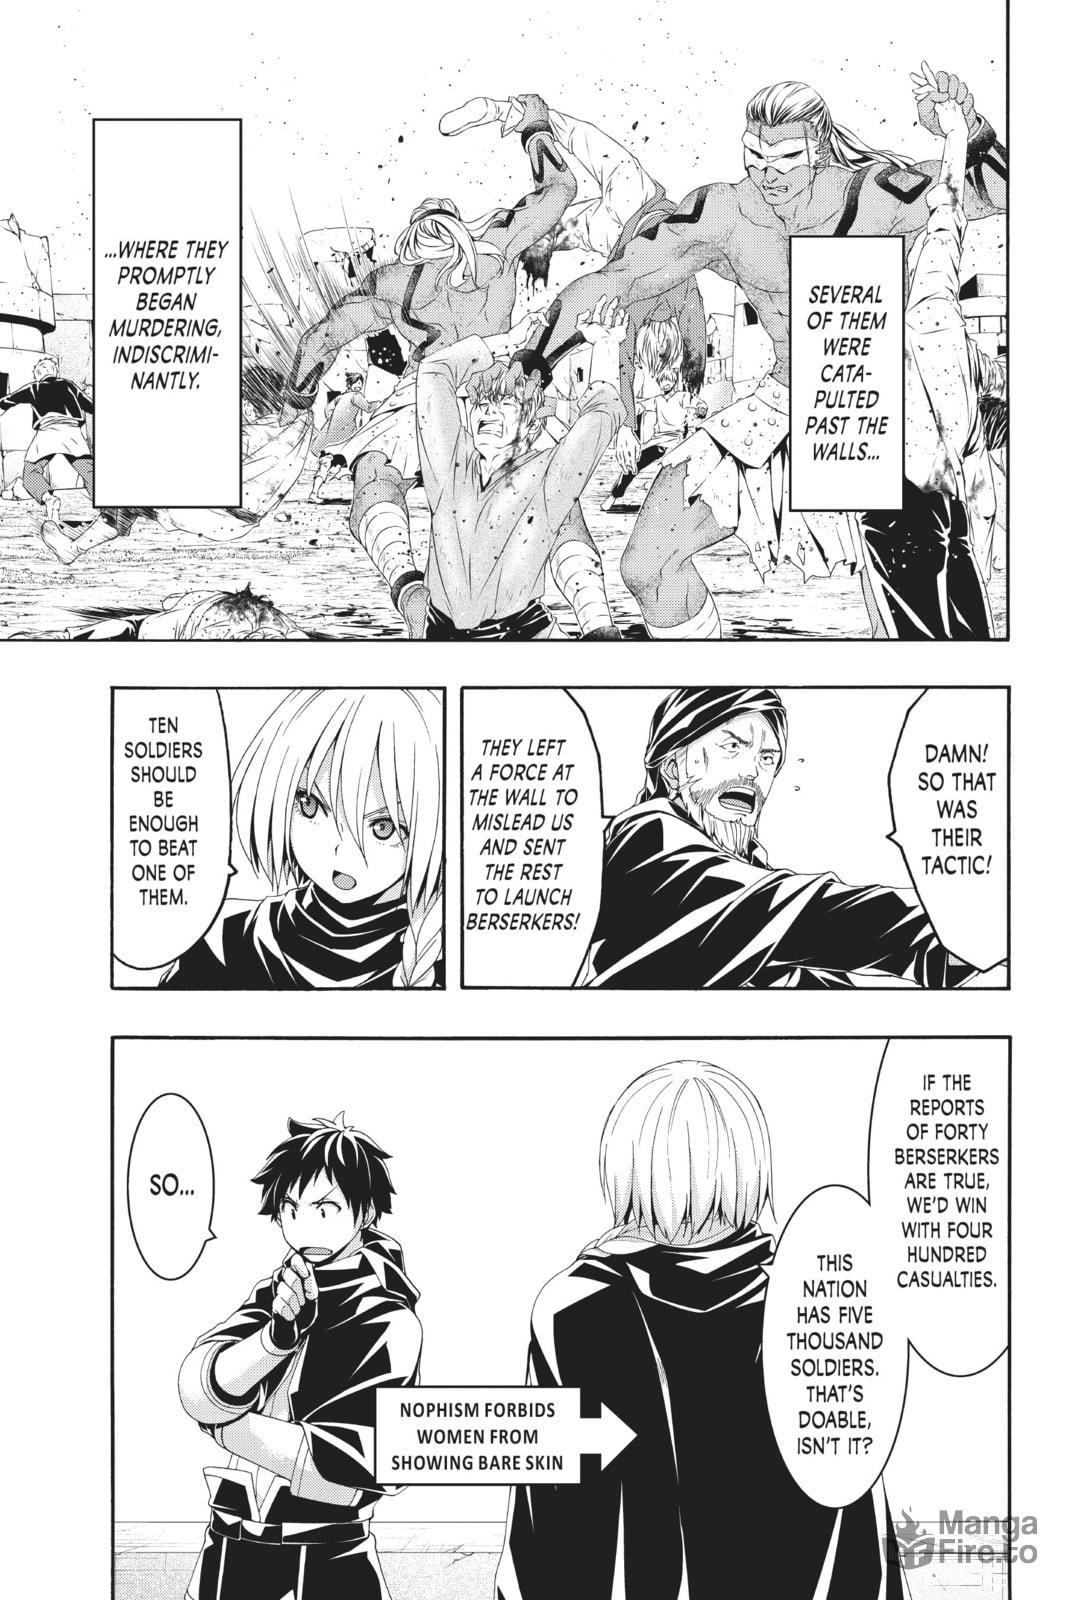 SEVERAL
OF THEM
WERE
CATA-
PULTED
PAST THE
WALLS...
...WHERE THEY
PROMPTLY
BEGAN
MURDERING,
INDISCRIMI-
NANTLY.
DAMN!
SO THAT
WAS
THEIR
TACTIC!
THEY LEFT
A FORCE AT
THE WALL TO
MISLEAD US
AND SENT
THE REST
TO LAUNCH
BERSERKERS!
TEN
SOLDIERS
SHOULD
BE
ENOUGH
TO BEAT
ONE OF
THEM.
IF THE
REPORTS
OF FORTY
BERSERKERS
ARE TRUE,
WE'D WIN
WITH FOUR
HUNDRED
CASUALTIES.
THIS
NATION
HAS FIVE
THOUSAND
SOLDIERS.
THAT'S
DOABLE,
ISN'T IT?
NOPHISM FORBIDS
WOMEN FROM
SHOWING BARE SKIN
SO...
Manga
Fire.co